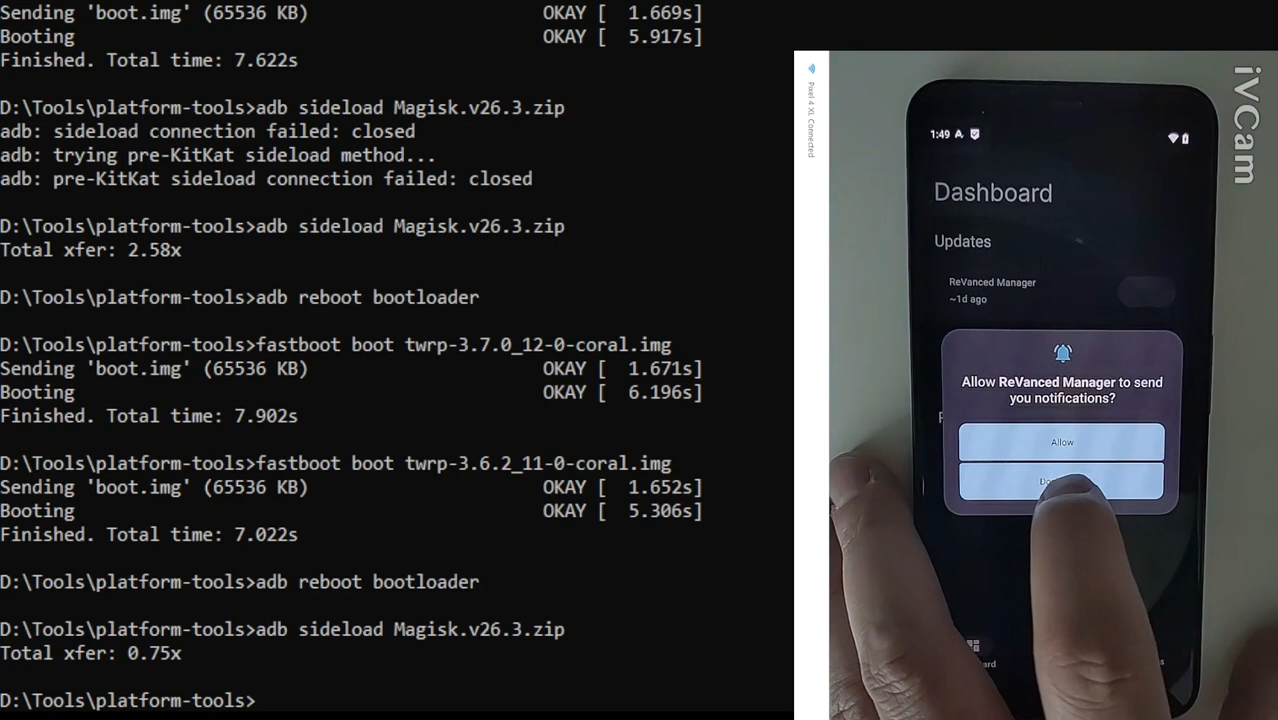 Sending 'boot.img' (65536 KB) OKAY [ 1.669s]
Booting OKAY [ 5.917s]
Finished. Total time: 7.622s
D:\Tools\platform-tools>adb sideload Magisk.v26.3.zip
adb: sideload connection failed: closed
adb: trying pre-KitKat sideload method...
adb: pre-KitKat sideload connection failed: closed
D:\Tools\platform-tools>adb sideload Magisk.v26.3.zip
Total xfer: 2.58x
D:\Tools\platform-tools>adb reboot bootloader
D:\Tools\platform-tools>fastboot boot twrp-3.7.0_12-0-coral.img
Sending 'boot.img' (65536 KB) OKAY [ 1.671s]
Booting OKAY [ 6.196s]
Finished. Total time: 7.902s
D:\Tools\platform-tools>fastboot boot twrp-3.6.2_11-0-coral.img
Sending 'boot.img' (65536 KB) OKAY [ 1.652s]
Booting OKAY [ 5.306s]
Finished. Total time: 7.022s
D:\Tools\platform-tools>adb reboot bootloader
D:\Tools\platform-tools>adb sideload Magisk.v26.3.zip
Total xfer: 0.75x
D:\Tools\platform-tools>
Pixel 4 XL Connected
iVCam
1:49
Dashboard
Updates
ReVanced Manager
~1d ago
Allow ReVanced Manager to send
you notifications?
Allow